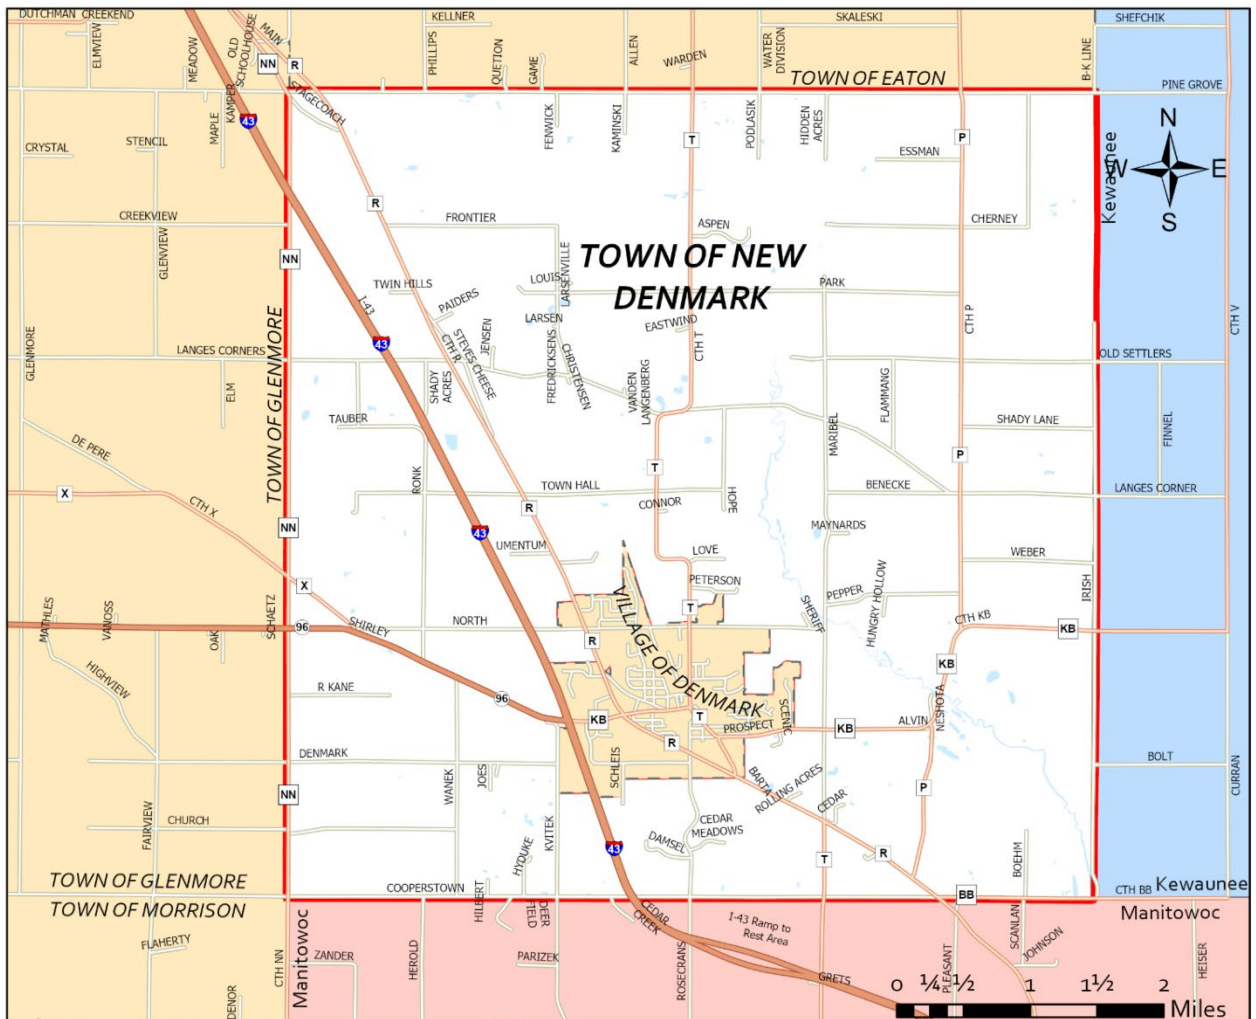 DUTCHMAN CREEKEND
ELMVIEW
MEADOW
OLD
SCHOOLHOUSE
MAIN
NN
R
KELLNER
PHILLIPS
QUETION
GAME
ALLEN
WARDEN
WATER
DIVISION
SKALESKI
B-K LINE
SHEFCHIK
TOWN OF EATON
PINE GROVE
STAGECOACH
KAMPER
MAPLE
43
STENCIL
CRYSTAL
FENWICK
KAMINSKI
T
PODLASIK
HIDDEN
ACRES
P
ESSMAN
Kewaunee
N
W
E
S
CREEKVIEW
GLENVIEW
R
FRONTIER
ASPEN
CHERNEY
NN
TOWN OF NEW
DENMARK
LARSENVILLE
LOUIS
TWIN HILLS
PARK
PAIDERS
I-43
LARSEN
EASTWIND
CTH P
CTH V
GLENMORE
TOWN OF GLENMORE
43
CTH R
STEVES CHEESE
JENSEN
CTH T
LANGES CORNERS
OLD SETTLERS
ELM
SHADY
ACRES
FREDRICKSENS
CHRISTENSEN
VANDEN
LANGENBERG
FLAMMANG
TAUBER
MARIBEL
SHADY LANE
FINNEL
DE PERE
RONK
T
P
X
CTH X
TOWN HALL
BENECKE
LANGES CORNER
R
CONNOR
HOPE
NN
43
MAYNARDS
UMENTUM
LOVE
WEBER
X
PETERSON
PEPPER
HUNGRY HOLLOW
IRISH
MATHLES
VANOSS
OAK
SCHAETZ
T
SHERIFF
96
SHIRLEY
NORTH
VILLAGE OF DENMARK
R
CTH KB
KB
HIGHVIEW
KB
R KANE
96
KB
T
SCENIC
PROSPECT
KB
ALVIN
NESHOTA
R
DENMARK
WANEK
JOES
SCHLEIS
BARTA
ROLLING ACRES
BOLT
NN
P
CURRAN
FAIRVIEW
CHURCH
CEDAR
CEDAR
MEADOWS
KVITEK
43
DAMSEL
HYDUKE
T
R
BOEHM
TOWN OF GLENMORE
COOPERSTOWN
HILBERT
BB
CTH BB
Kewaunee
TOWN OF MORRISON
DEER
FIELD
CEDAR
CREEK
Manitowoc
I-43 Ramp to
Rest Area
SCANLAN
FLAHERTY
CTH NN
Manitowoc
ZANDER
HEROLD
PARIZEK
ROSECRANS
GRETS
PLEASANT
JOHNSON
HEISER
DENOR
0 ¼ ½ 1 1½ 2
Miles